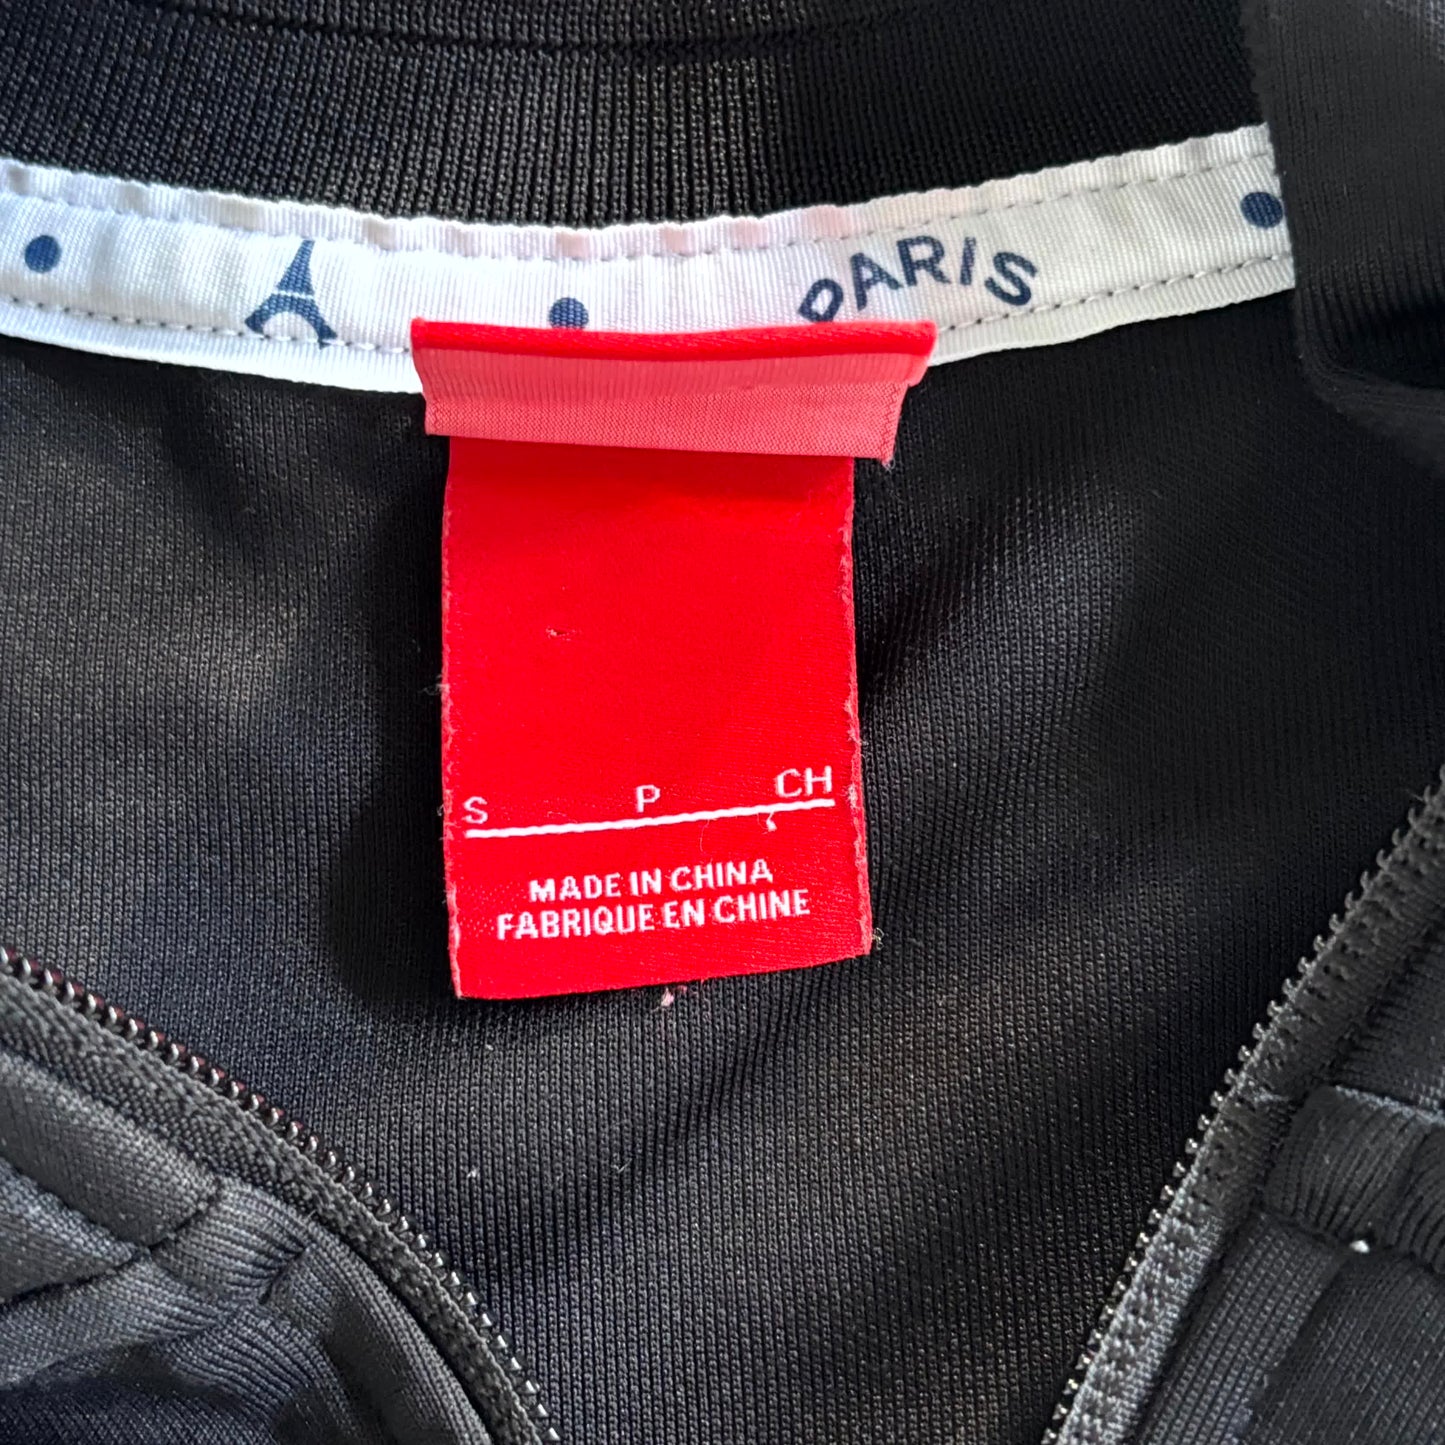 PARIS
S P CH
MADE IN CHINA
FABRIQUE EN CHINE